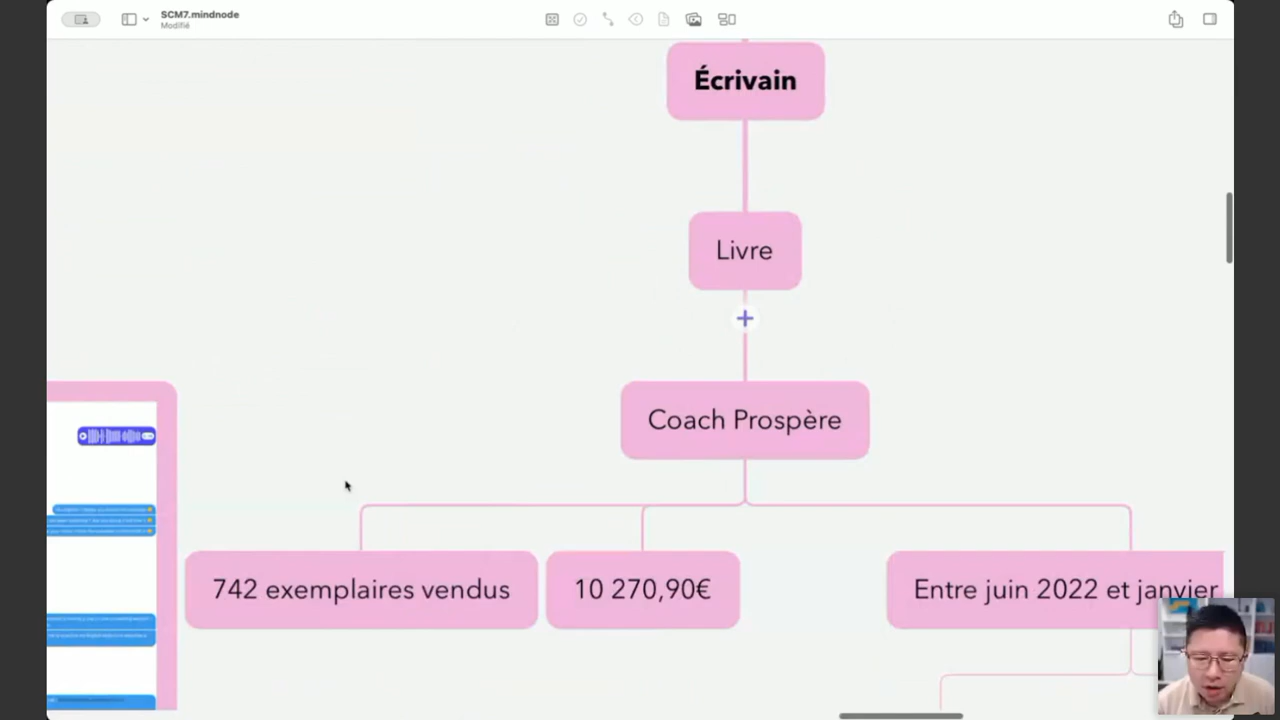 SCM7.mindnode
Modifié
Écrivain
Livre
Coach Prospère
742 exemplaires vendus
10 270,90€
Entre juin 2022 et janvier